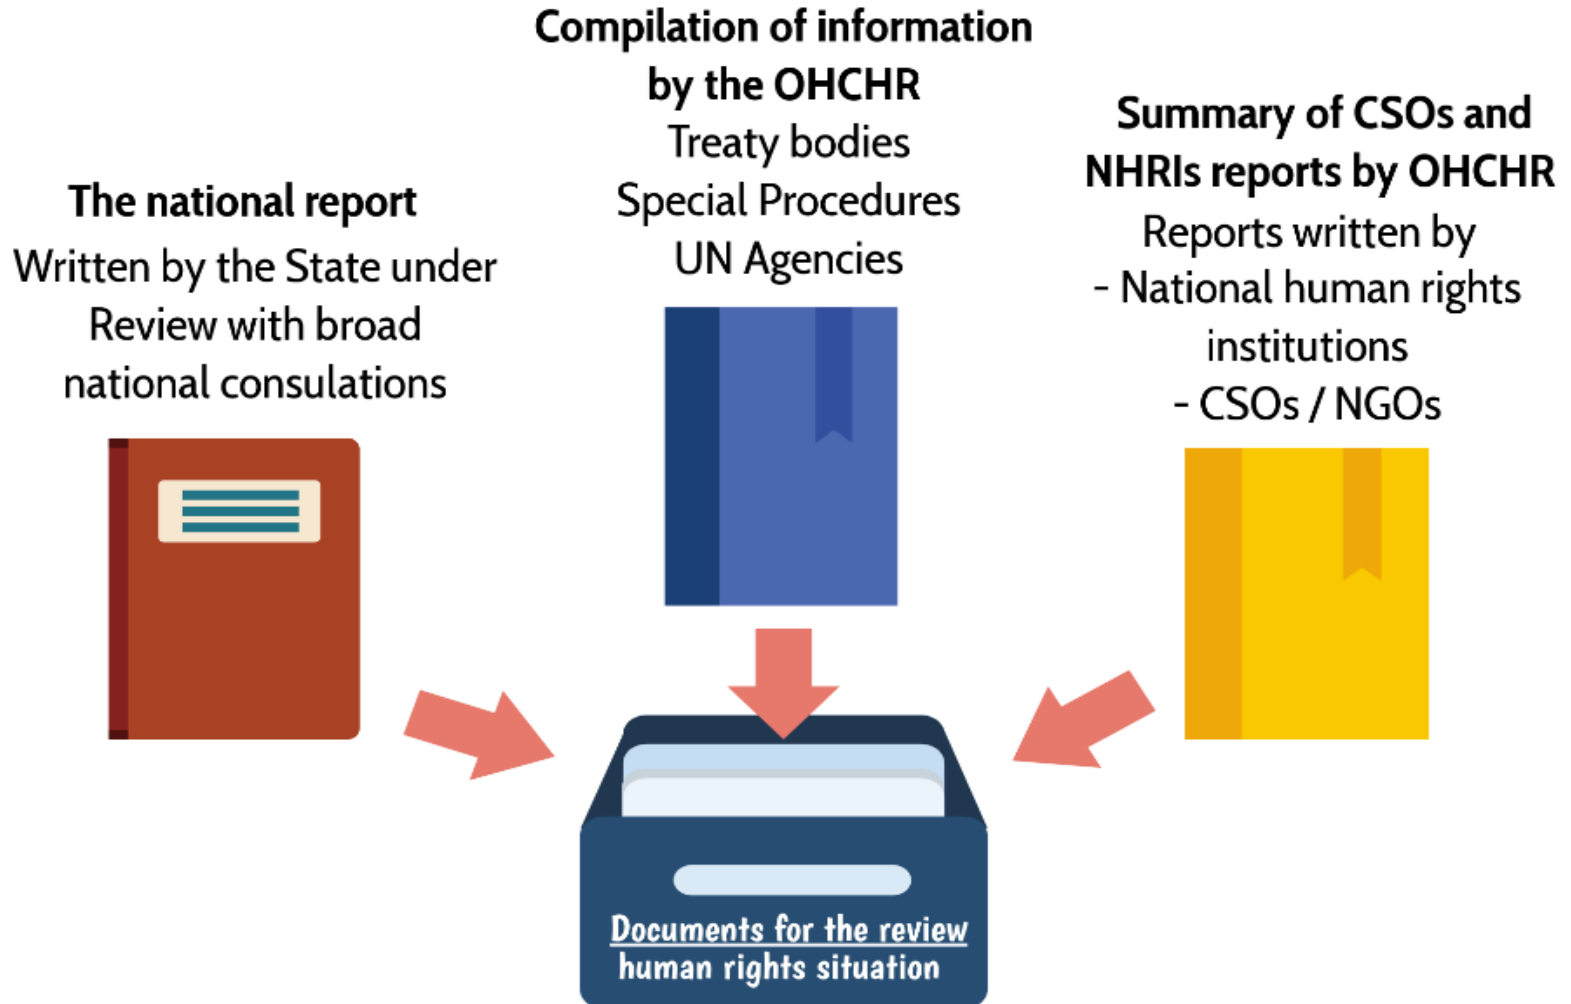 The national report
Written by the State under
Review with broad
national consulations
Compilation of information
by the OHCHR
Treaty bodies
Special Procedures
UN Agencies
Summary of CSOs and
NHRIs reports by OHCHR
Reports written by
- National human rights
institutions
- CSOs / NGOs
Documents for the review
human rights situation